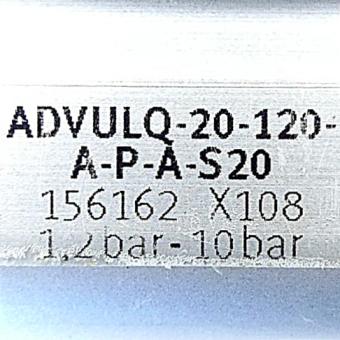 ADVULQ-20-120-
A-P-A-S20
156162 X108
1,2bar-10bar